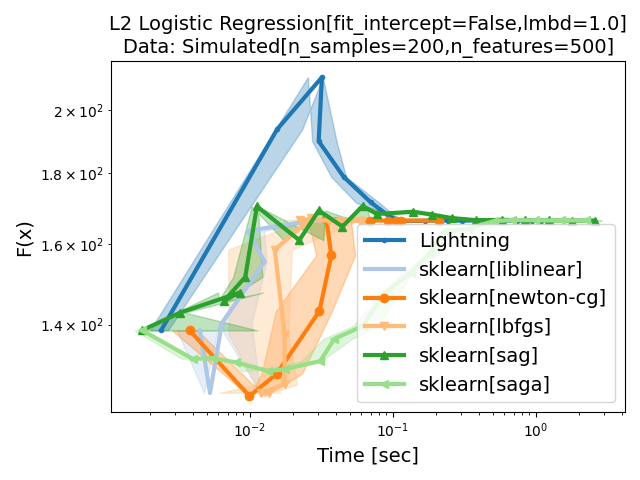 L2 Logistic Regression[fit_intercept=False,lmbd=1.0]
Data: Simulated[n_samples=200,n_features=500]
F(x)
2 × 10²
1.8 × 10²
1.6 × 10²
1.4 × 10²
Lightning
sklearn[liblinear]
sklearn[newton-cg]
sklearn[lbfgs]
sklearn[sag]
sklearn[saga]
10⁻² 10⁻¹ 10⁰
Time [sec]